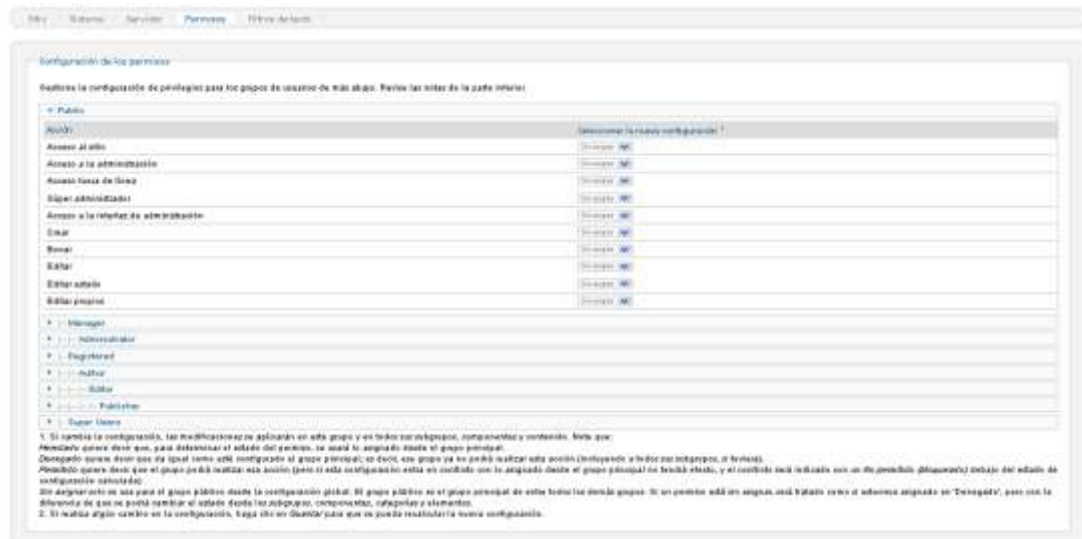 Sitio Sistema Servidor Permisos Filtros de texto
Configuración de los permisos
Gestione la configuración de privilegios para los grupos de usuarios de más abajo. Revise las notas de la parte inferior.
Public
Acción Seleccionar la nueva configuración ¹
Acceso al sitio
Acceso a la administración
Acceso fuera de línea
Súper administrador
Acceso a la interfaz de administración
Crear
Borrar
Editar
Editar estado
Editar propios
|— Manager
|— |— Administrator
|— Registered
|— |— Author
|— |— |— Editor
|— |— |— |— Publisher
|— Super Users
1. Si cambia la configuración, las modificaciones se aplicarán en este grupo y en todos sus subgrupos, componentes y contenido. Note que:
Heredado quiere decir que, para determinar el estado del permiso, se usará lo asignado desde el grupo principal.
Denegado quiere decir que da igual como esté configurado el grupo principal; es decir, ese grupo ya no podrá realizar esta acción (incluyendo a todos sus subgrupos, si tuviera).
Permitido quiere decir que el grupo podrá realizar esa acción (pero si esta configuración entra en conflicto con lo asignado desde el grupo principal no tendrá efecto, y el conflicto será indicado con un No permitido (bloqueado) debajo del estado de
configuración calculada)
Sin asignar solo se usa para el grupo público desde la configuración global. El grupo público es el grupo principal de entre todos los demás grupos. Si un permiso está sin asignar, será tratado como si estuviera asignado en 'Denegado', pero con la
diferencia de que se podrá cambiar el estado desde los subgrupos, componentes, categorías y elementos.
2. Si realiza algún cambio en la configuración, haga clic en Guardar para que se pueda recalcular la nueva configuración.